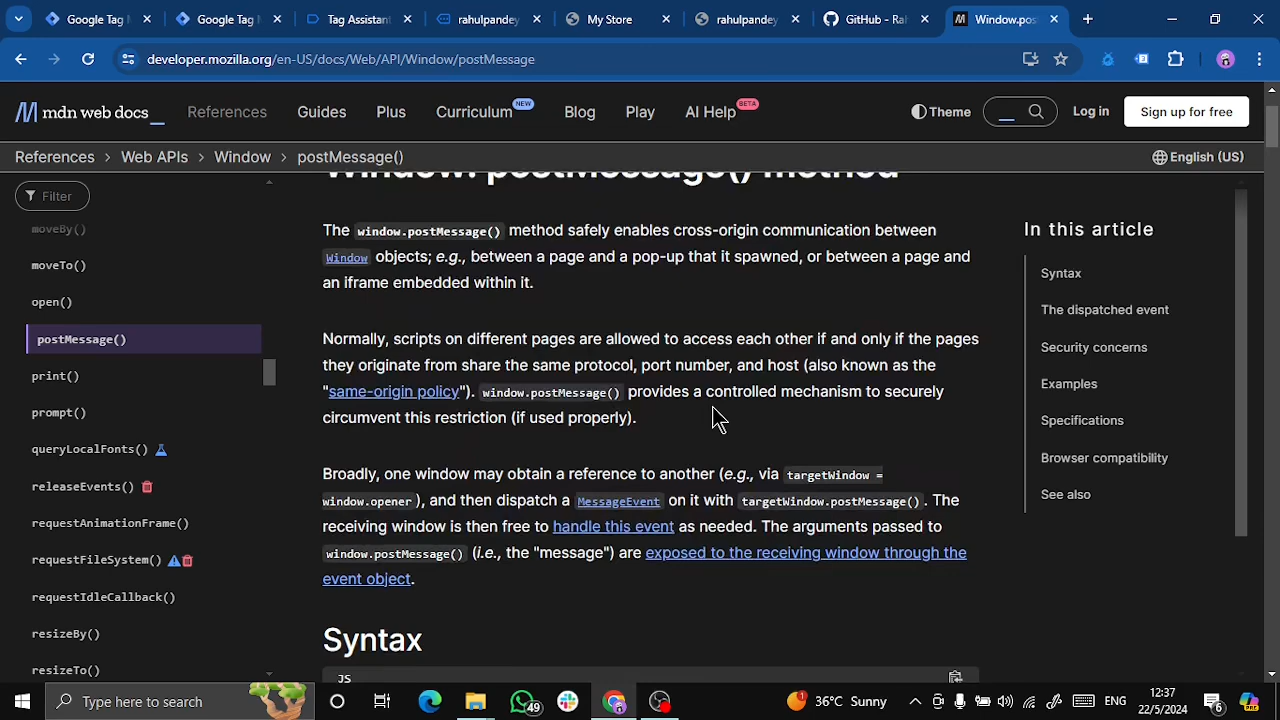 Google Tag M
Google Tag M
Tag Assistant
rahulpandey
My Store
rahulpandey
GitHub - Rah
Window.pos
developer.mozilla.org/en-US/docs/Web/API/Window/postMessage
mdn web docs_
References
Guides
Plus
Curriculum NEW
Blog
Play
AI Help BETA
Theme
Log in
Sign up for free
References > Web APIs > Window > postMessage()
English (US)
Filter
moveBy()
moveTo()
open()
postMessage()
print()
prompt()
queryLocalFonts()
releaseEvents()
requestAnimationFrame()
requestFileSystem()
requestIdleCallback()
resizeBy()
resizeTo()
Window: postMessage() method
The window.postMessage() method safely enables cross-origin communication between
Window objects; e.g., between a page and a pop-up that it spawned, or between a page and
an iframe embedded within it.
Normally, scripts on different pages are allowed to access each other if and only if the pages
they originate from share the same protocol, port number, and host (also known as the
"same-origin policy"). window.postMessage() provides a controlled mechanism to securely
circumvent this restriction (if used properly).
Broadly, one window may obtain a reference to another (e.g., via targetWindow =
window.opener), and then dispatch a MessageEvent on it with targetWindow.postMessage(). The
receiving window is then free to handle this event as needed. The arguments passed to
window.postMessage() (i.e., the "message") are exposed to the receiving window through the
event object.
Syntax
JS
In this article
Syntax
The dispatched event
Security concerns
Examples
Specifications
Browser compatibility
See also
Type here to search
49
1
36°C Sunny
ENG
12:37
22/5/2024
6